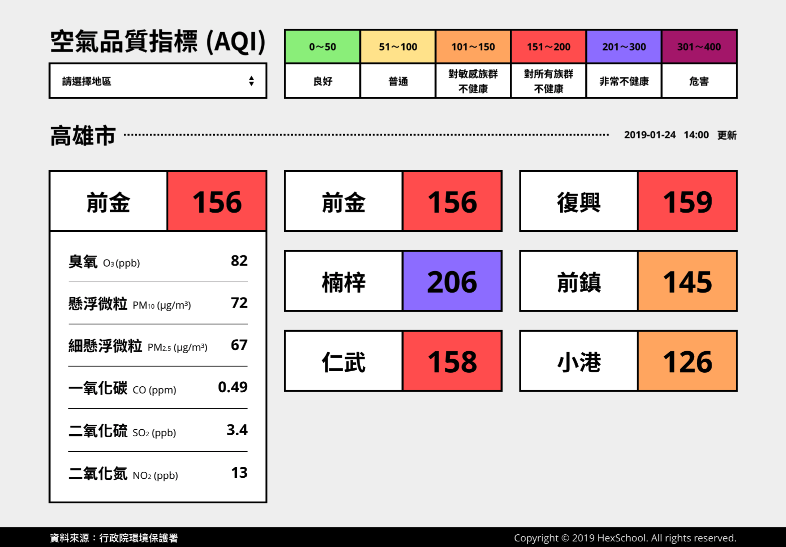 空氣品質指標 (AQI)
請選擇地區
0～50 51～100 101～150 151～200 201～300 301～400
良好 普通 對敏感族群 對所有族群 非常不健康 危害
不健康 不健康
高雄市 2019-01-24 14:00 更新
前金 156
臭氧 O₃ (ppb) 82
懸浮微粒 PM₁₀ (μg/m³) 72
細懸浮微粒 PM₂.₅ (μg/m³) 67
一氧化碳 CO (ppm) 0.49
二氧化硫 SO₂ (ppb) 3.4
二氧化氮 NO₂ (ppb) 13
前金 156
復興 159
楠梓 206
前鎮 145
仁武 158
小港 126
資料來源：行政院環境保護署
Copyright © 2019 HexSchool. All rights reserved.